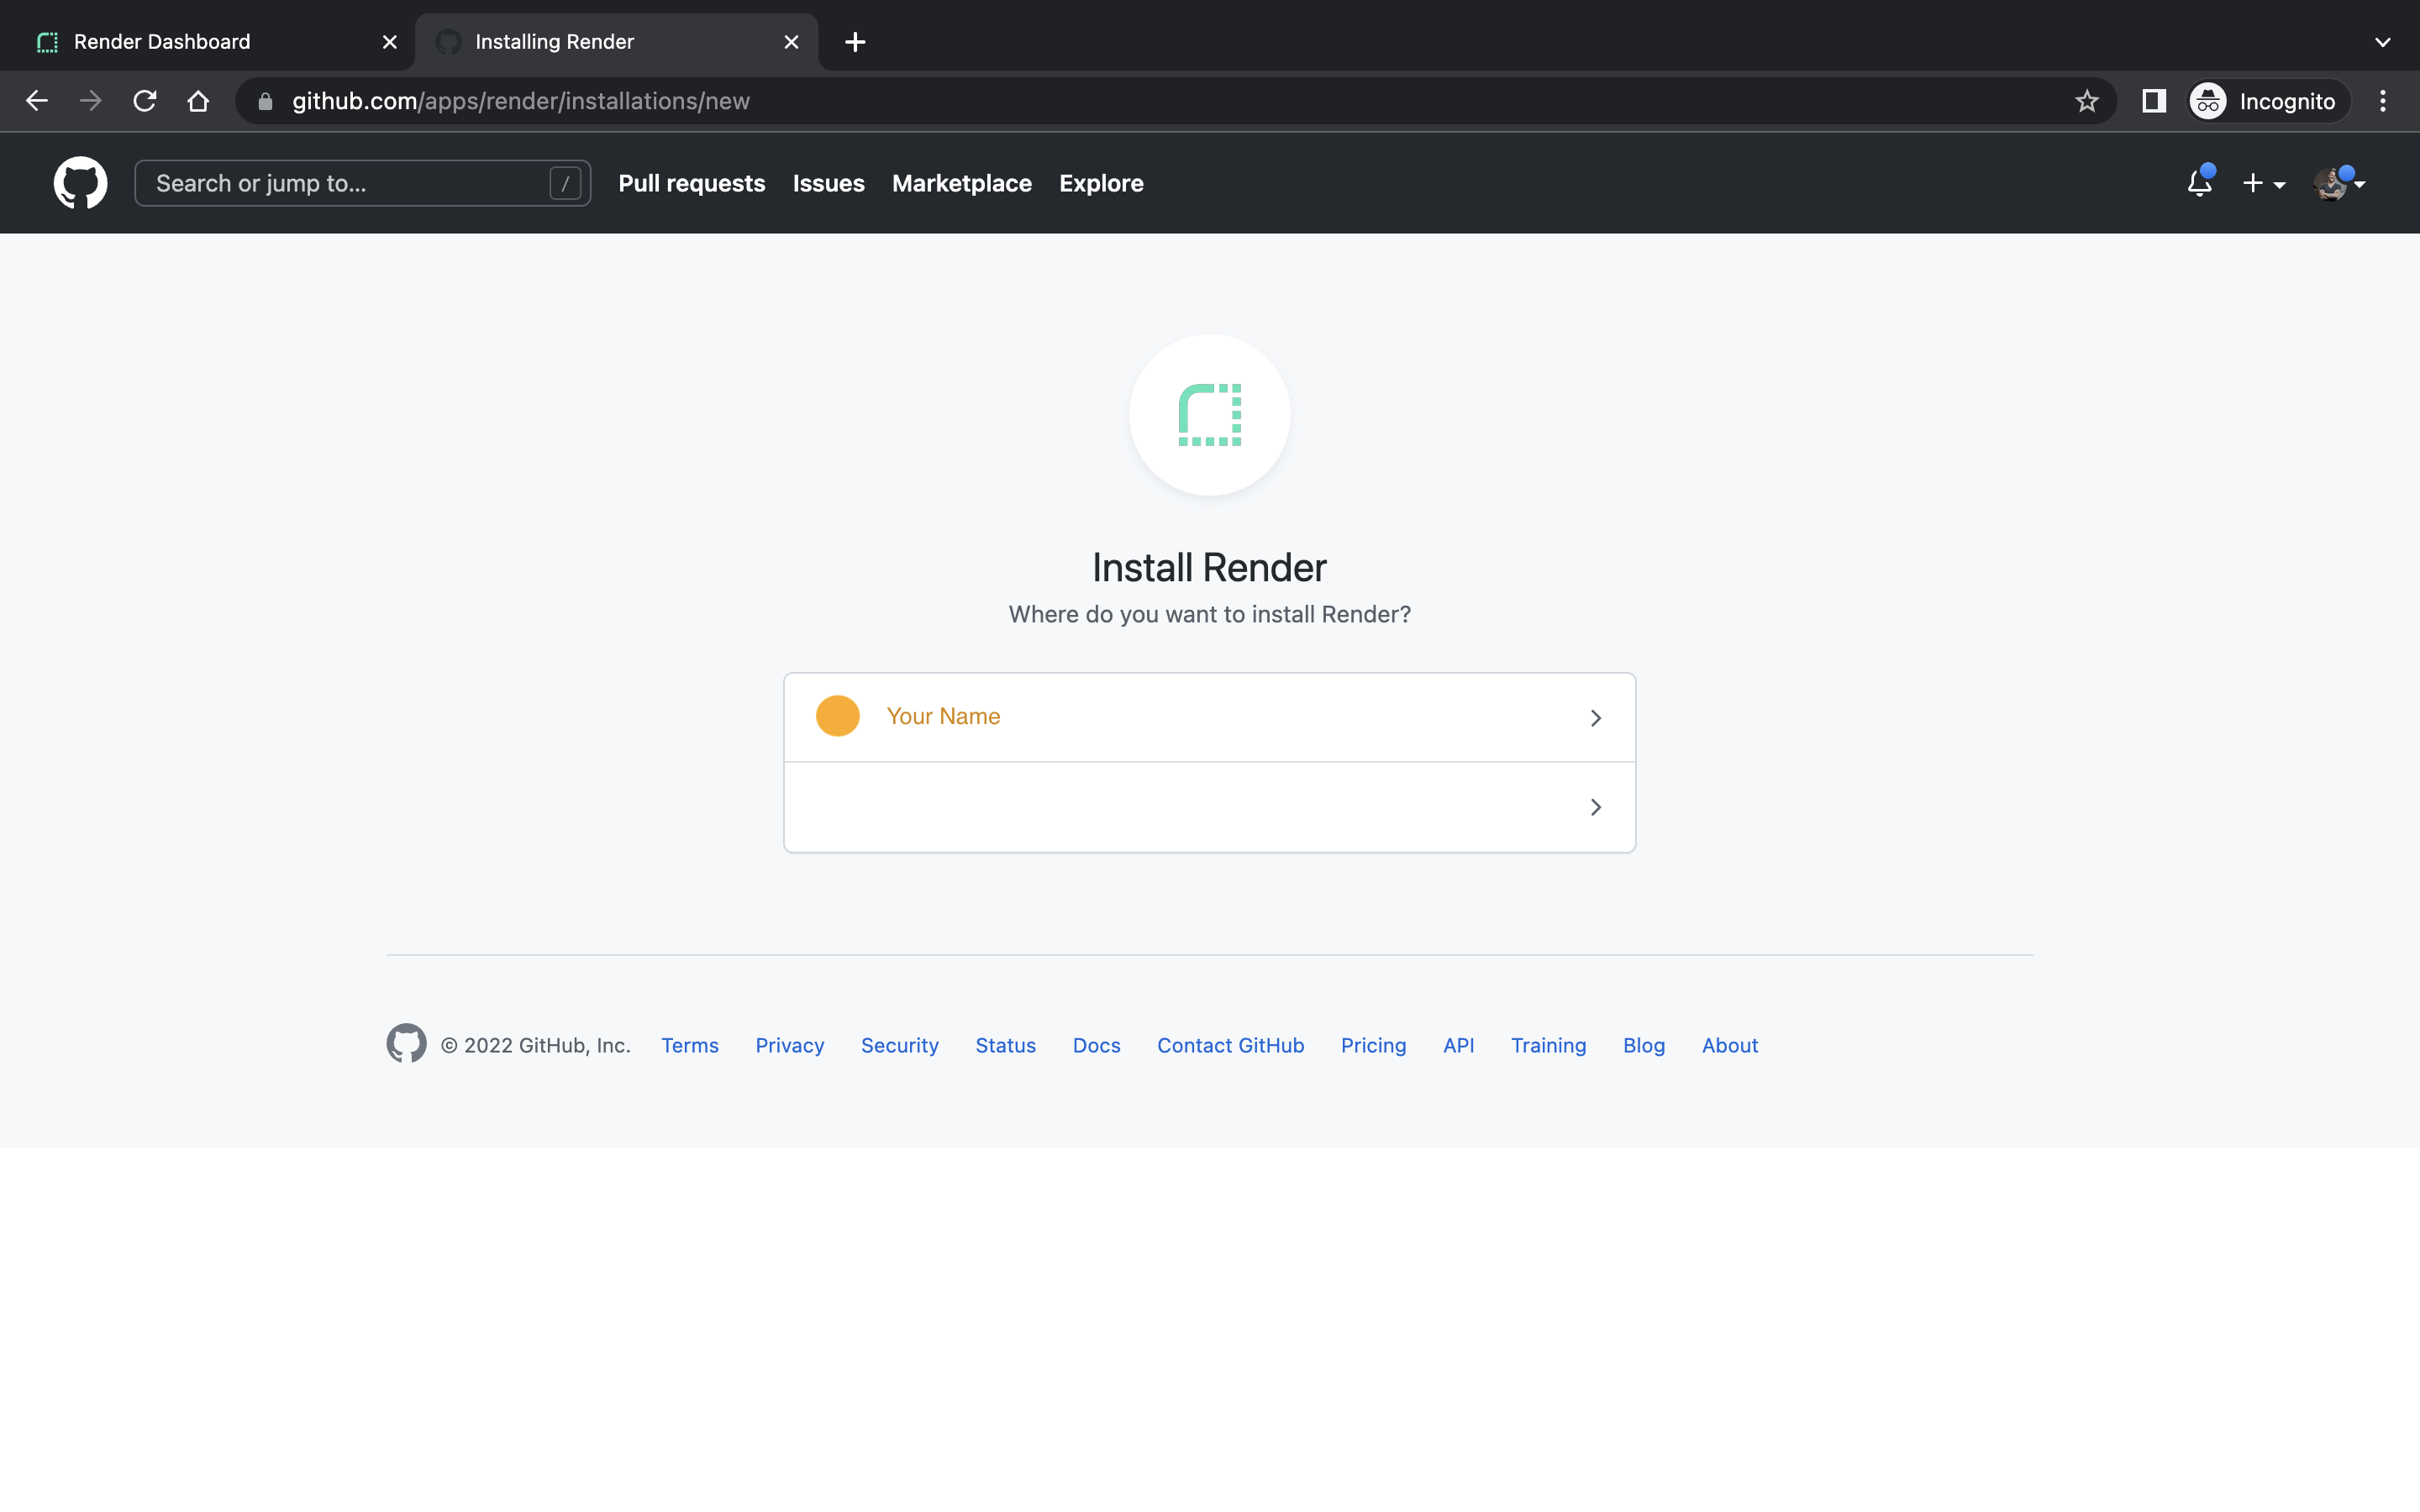 Render Dashboard
Installing Render
github.com/apps/render/installations/new
Incognito
Search or jump to... /
Pull requests Issues Marketplace Explore
Install Render
Where do you want to install Render?
Your Name
© 2022 GitHub, Inc. Terms Privacy Security Status Docs Contact GitHub Pricing API Training Blog About